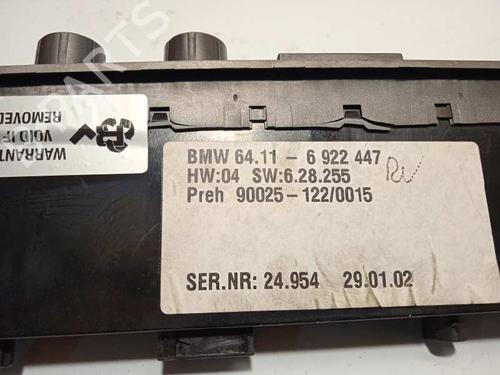 WARRANT
VOID IF
REMOVED
BMW 64.11 - 6 922 447
HW:04 SW:6.28.255
Preh 90025-122/0015
SER.NR: 24.954 29.01.02